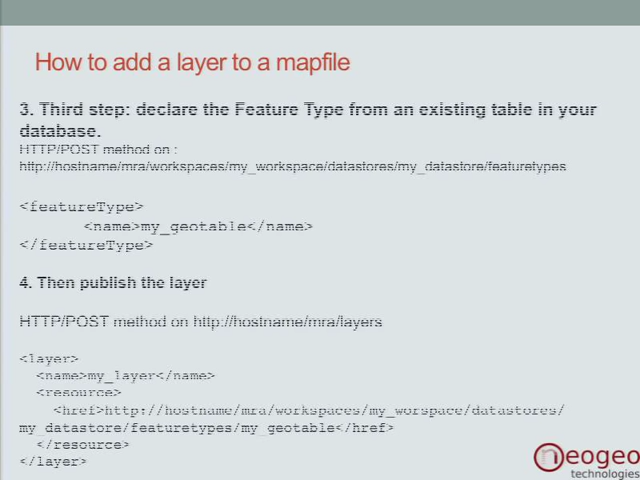 How to add a layer to a mapfile
3. Third step: declare the Feature Type from an existing table in your
database.
HTTP/POST method on :
http://hostname/mra/workspaces/my_workspace/datastores/my_datastore/featuretypes
<featureType>
<name>my_geotable</name>
</featureType>
4. Then publish the layer
HTTP/POST method on http://hostname/mra/layers
<layer>
<name>my_layer</name>
<resource>
<href>http://hostname/mra/workspaces/my_worspace/datastores/
my_datastore/featuretypes/my_geotable</href>
</resource>
</layer>
neogeo
technologies